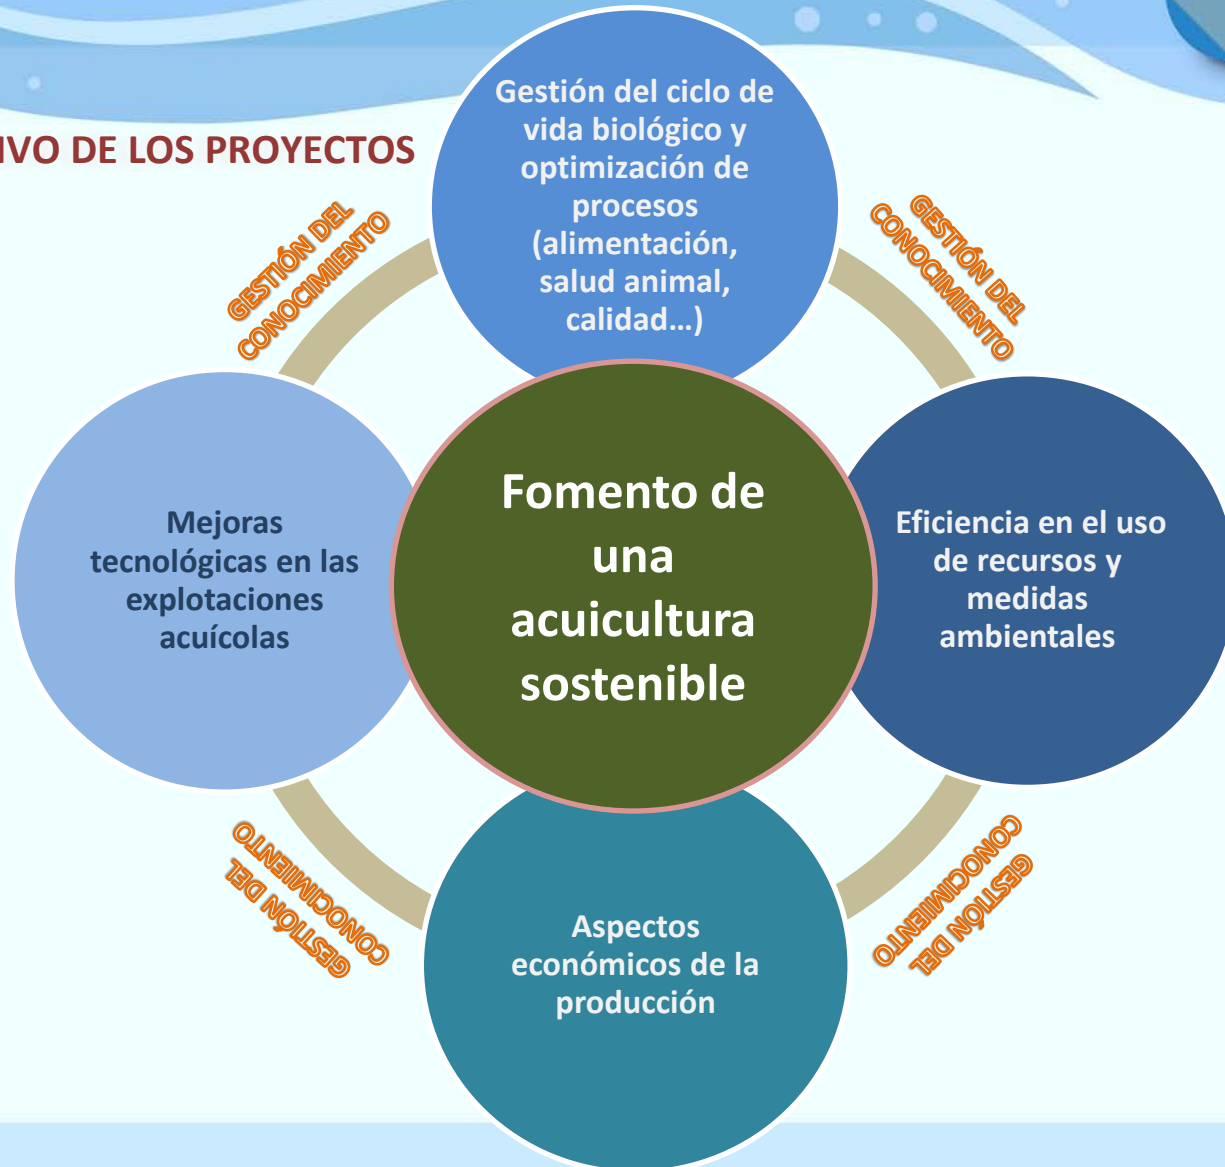 IVO DE LOS PROYECTOS
Gestión del ciclo de
vida biológico y
optimización de
procesos
(alimentación,
salud animal,
calidad...)
GESTIÓN DEL
CONOCIMIENTO
GESTIÓN DEL
CONOCIMIENTO
Mejoras
tecnológicas en las
explotaciones
acuícolas
Fomento de
una
acuicultura
sostenible
Eficiencia en el uso
de recursos y
medidas
ambientales
GESTIÓN DEL
CONOCIMIENTO
GESTIÓN DEL
CONOCIMIENTO
Aspectos
económicos de la
producción